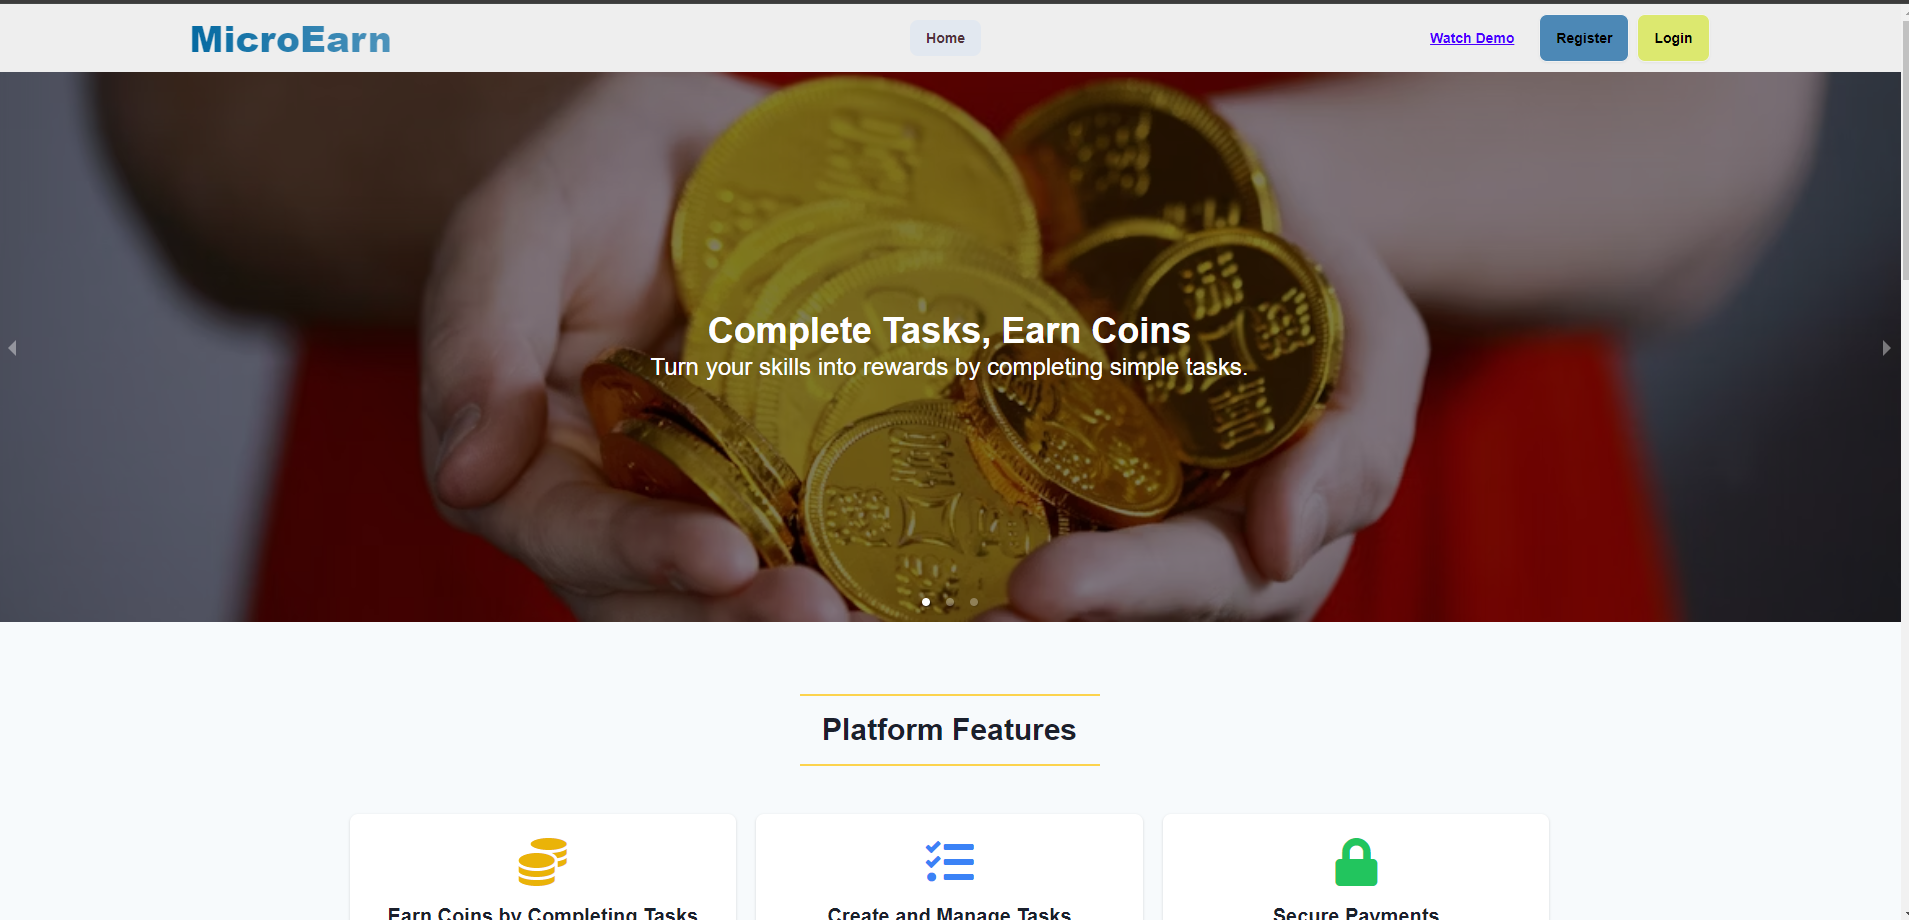 MicroEarn
Home
Watch Demo
Register
Login
Complete Tasks, Earn Coins
Turn your skills into rewards by completing simple tasks.
Platform Features
Earn Coins by Completing Tasks
Create and Manage Tasks
Secure Payments